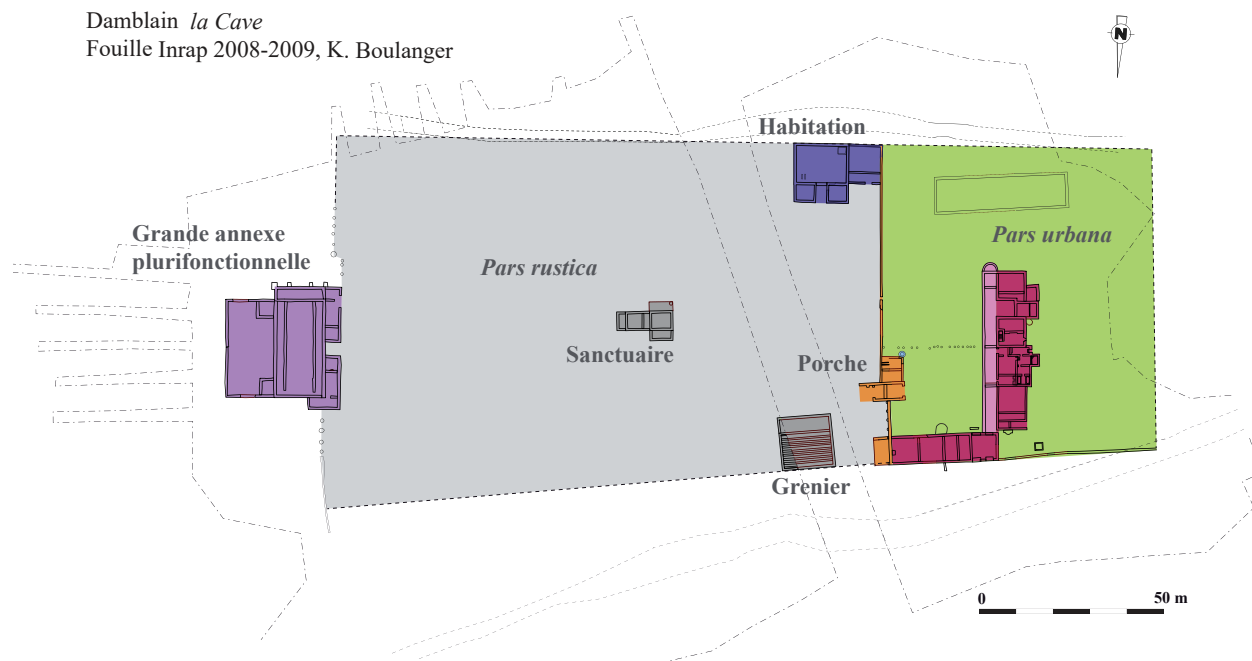 Damblain la Cave
Fouille Inrap 2008-2009, K. Boulanger
N
Habitation
Grande annexe
plurifonctionnelle
Pars rustica
Pars urbana
Sanctuaire
Porche
Grenier
0 50 m